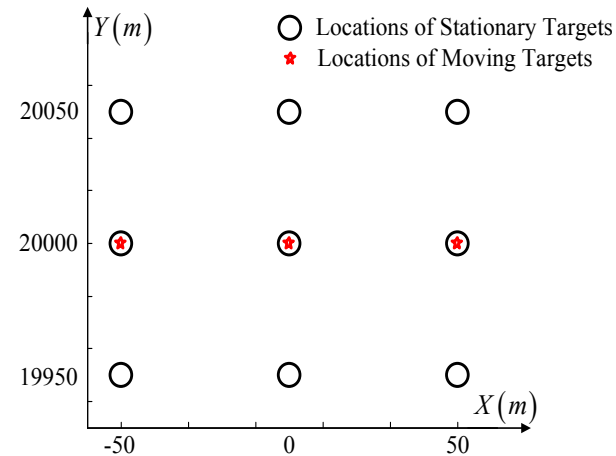 Y(m)
Locations of Stationary Targets
Locations of Moving Targets
20050
20000
19950
X(m)
-50 0 50